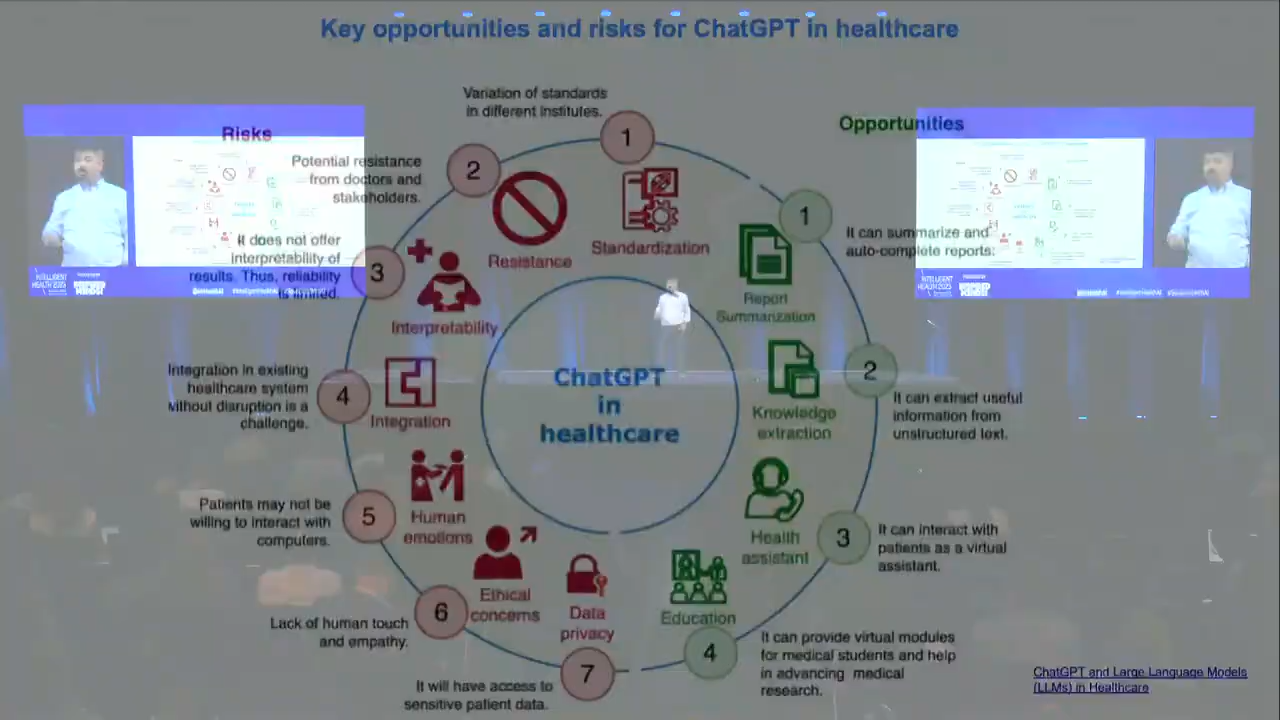 Key opportunities and risks for ChatGPT in healthcare
Risks
Opportunities
1
Variation of standards
in different institutes.
Standardization
2
Potential resistance
from doctors and
stakeholders.
Resistance
3
It does not offer
interpretability of
results. Thus, reliability
is limited.
Interpretability
4
Integration in existing
healthcare system
without disruption is a
challenge.
Integration
5
Patients may not be
willing to interact with
computers.
Human
emotions
6
Lack of human touch
and empathy.
Ethical
concerns
7
It will have access to
sensitive patient data.
Data
privacy
ChatGPT
in
healthcare
1
It can summarize and
auto-complete reports.
Report
Summarization
2
It can extract useful
information from
unstructured text.
Knowledge
extraction
3
It can interact with
patients as a virtual
assistant.
Health
assistant
4
It can provide virtual modules
for medical students and help
in advancing medical
research.
Education
ChatGPT and Large Language Models
(LLMs) in Healthcare
INTELLIGENT
HEALTH 2023
INTELLIGENT
HEALTH 2023